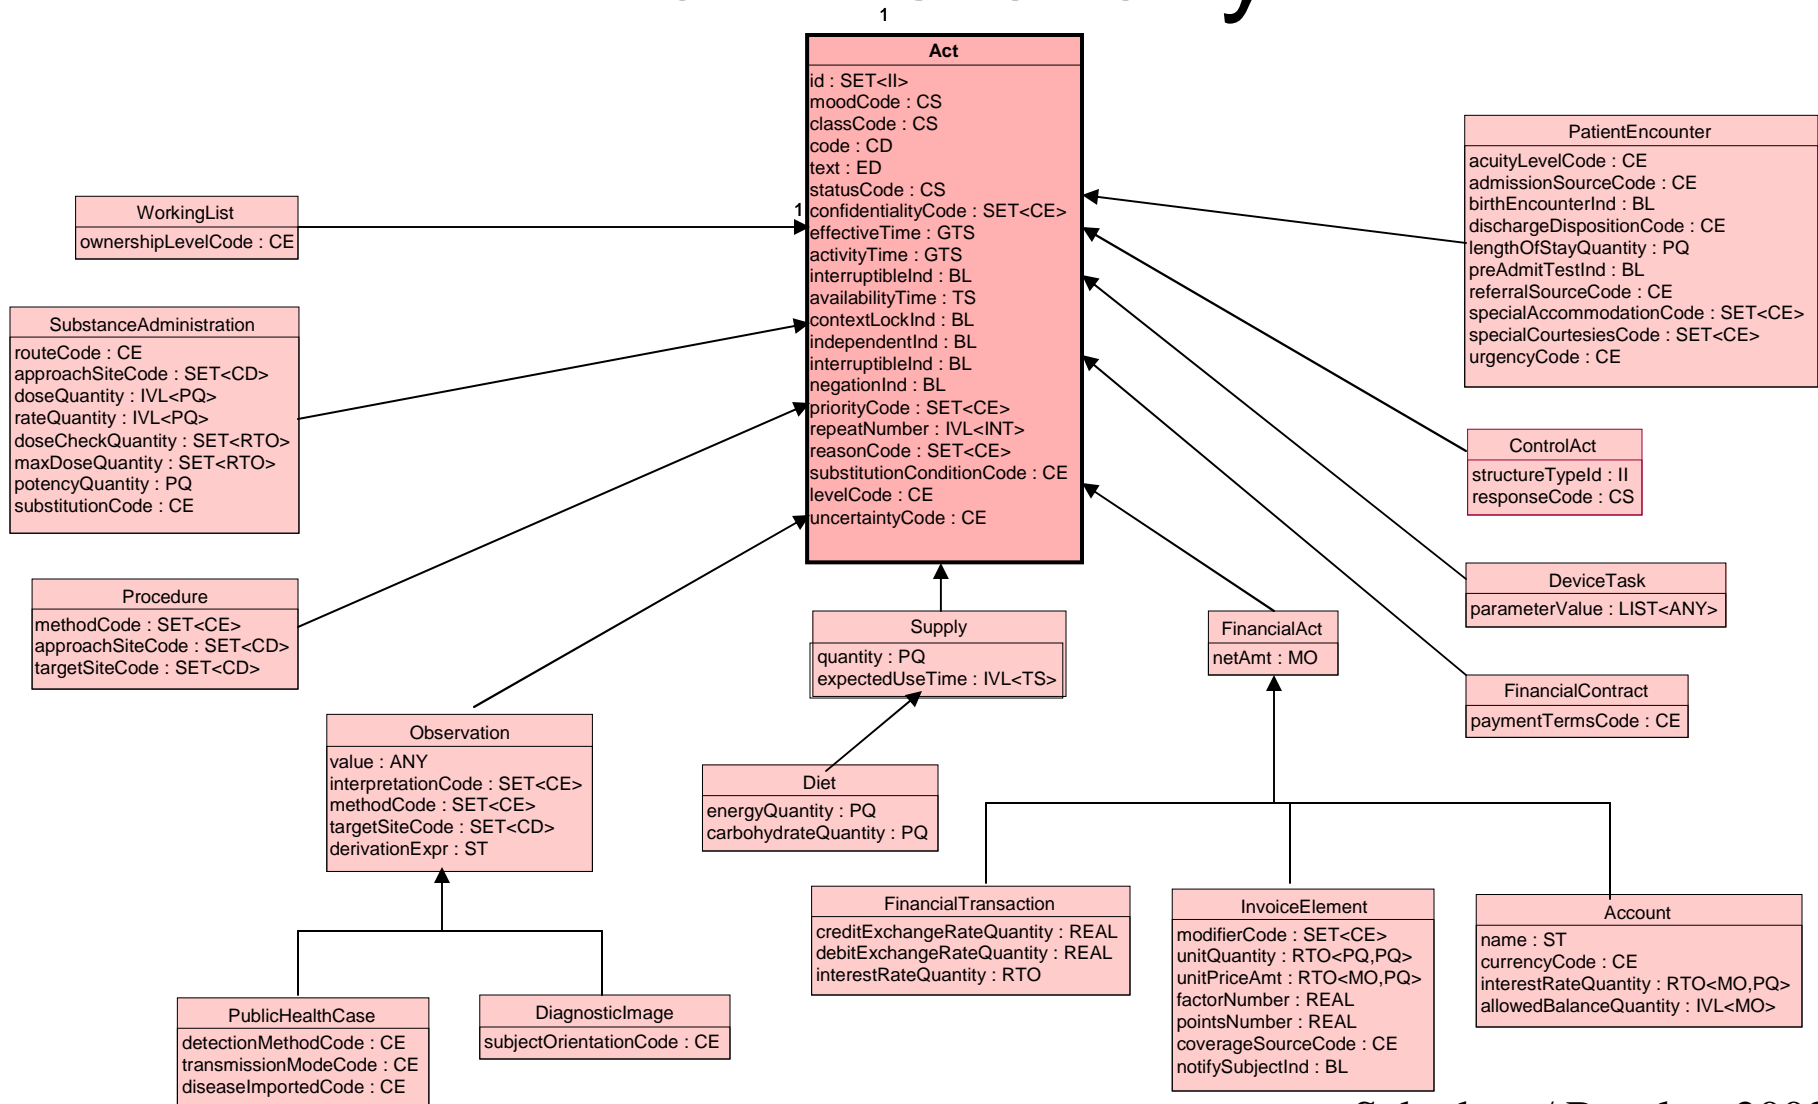 1
Act
id : SET<II>
moodCode : CS
classCode : CS
code : CD
text : ED
statusCode : CS
1
confidentialityCode : SET<CE>
effectiveTime : GTS
activityTime : GTS
interruptibleInd : BL
availabilityTime : TS
contextLockInd : BL
independentInd : BL
interruptibleInd : BL
negationInd : BL
priorityCode : SET<CE>
repeatNumber : IVL<INT>
reasonCode : SET<CE>
substitutionConditionCode : CE
levelCode : CE
uncertaintyCode : CE
WorkingList
ownershipLevelCode : CE
SubstanceAdministration
routeCode : CE
approachSiteCode : SET<CD>
doseQuantity : IVL<PQ>
rateQuantity : IVL<PQ>
doseCheckQuantity : SET<RTO>
maxDoseQuantity : SET<RTO>
potencyQuantity : PQ
substitutionCode : CE
Procedure
methodCode : SET<CE>
approachSiteCode : SET<CD>
targetSiteCode : SET<CD>
Observation
value : ANY
interpretationCode : SET<CE>
methodCode : SET<CE>
targetSiteCode : SET<CD>
derivationExpr : ST
PublicHealthCase
detectionMethodCode : CE
transmissionModeCode : CE
diseaseImportedCode : CE
DiagnosticImage
subjectOrientationCode : CE
Supply
quantity : PQ
expectedUseTime : IVL<TS>
Diet
energyQuantity : PQ
carbohydrateQuantity : PQ
PatientEncounter
acuityLevelCode : CE
admissionSourceCode : CE
birthEncounterInd : BL
dischargeDispositionCode : CE
lengthOfStayQuantity : PQ
preAdmitTestInd : BL
referralSourceCode : CE
specialAccommodationCode : SET<CE>
specialCourtesiesCode : SET<CE>
urgencyCode : CE
ControlAct
structureTypeId : II
responseCode : CS
DeviceTask
parameterValue : LIST<ANY>
FinancialContract
paymentTermsCode : CE
FinancialAct
netAmt : MO
FinancialTransaction
creditExchangeRateQuantity : REAL
debitExchangeRateQuantity : REAL
interestRateQuantity : RTO
InvoiceElement
modifierCode : SET<CE>
unitQuantity : RTO<PQ,PQ>
unitPriceAmt : RTO<MO,PQ>
factorNumber : REAL
pointsNumber : REAL
coverageSourceCode : CE
notifySubjectInd : BL
Account
name : ST
currencyCode : CE
interestRateQuantity : RTO<MO,PQ>
allowedBalanceQuantity : IVL<MO>